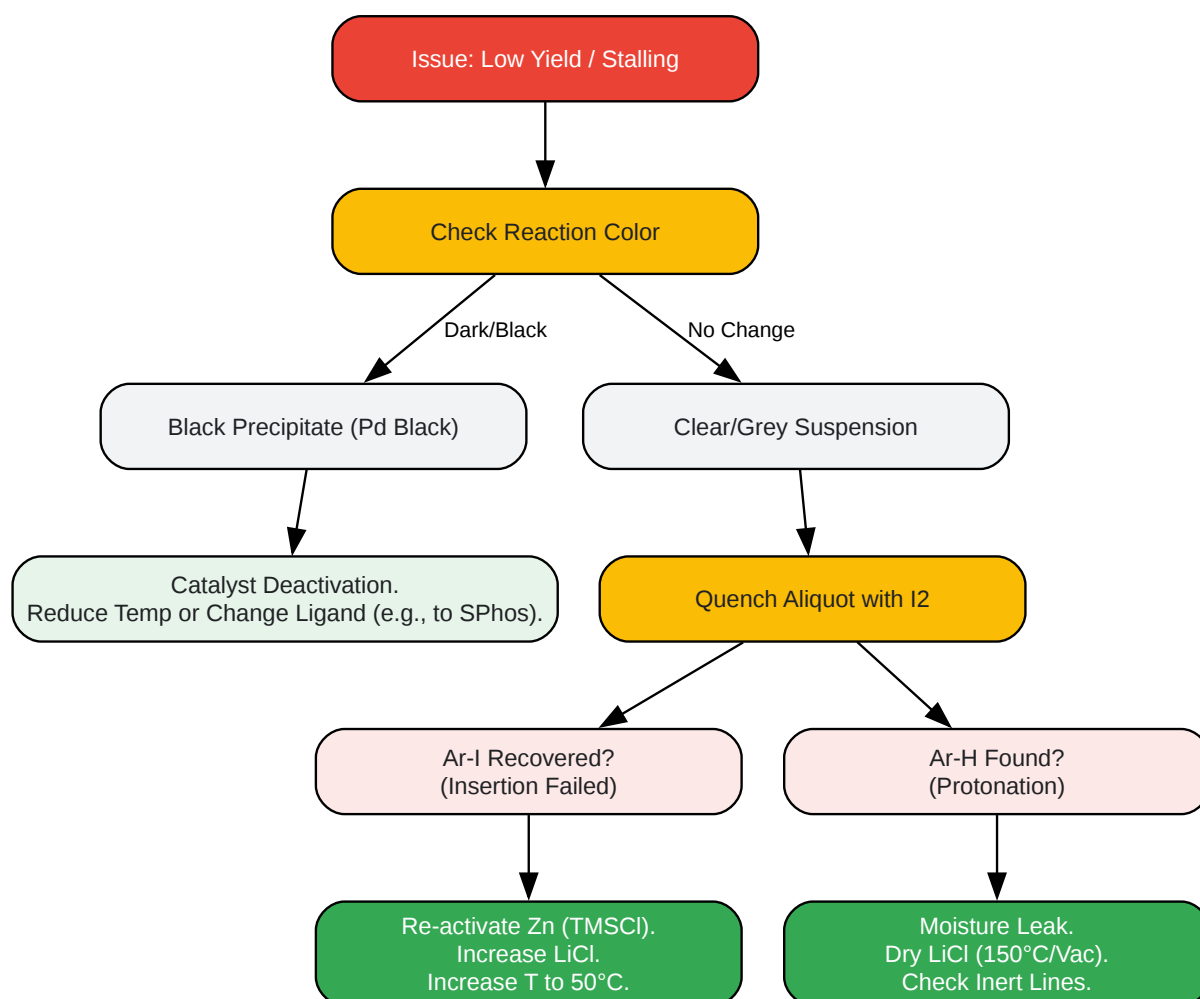 Issue: Low Yield / Stalling
Check Reaction Color
Dark/Black
No Change
Black Precipitate (Pd Black)
Clear/Grey Suspension
Catalyst Deactivation.
Reduce Temp or Change Ligand (e.g., to SPhos).
Quench Aliquot with I2
Ar-I Recovered?
(Insertion Failed)
Ar-H Found?
(Protonation)
Re-activate Zn (TMSCl).
Increase LiCl.
Increase T to 50°C.
Moisture Leak.
Dry LiCl (150°C/Vac).
Check Inert Lines.